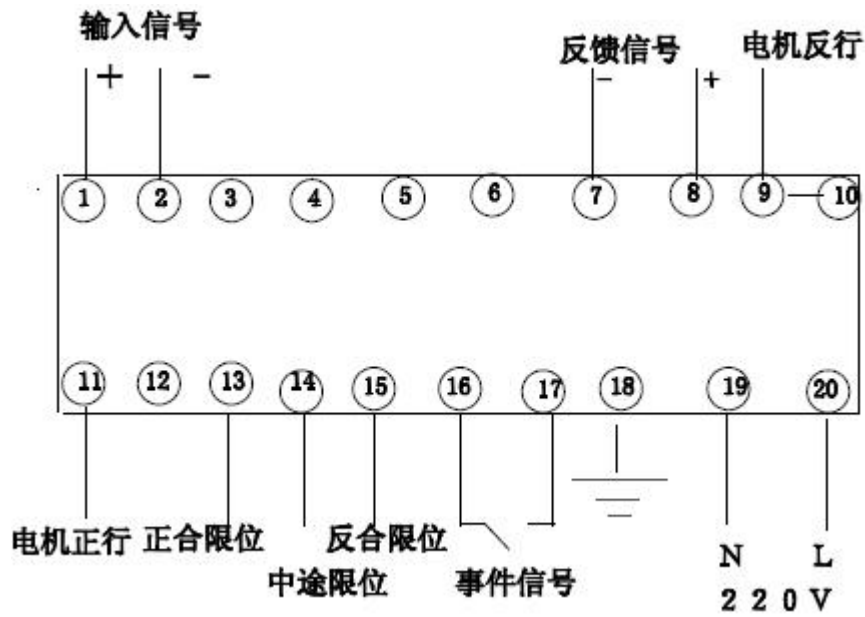 输入信号
反馈信号 电机反行
+ - - +
1 2 3 4 5 6 7 8 9 10
11 12 13 14 15 16 17 18 19 20
电机正行 正合限位 反合限位
中途限位 事件信号
N L
2 2 0 V